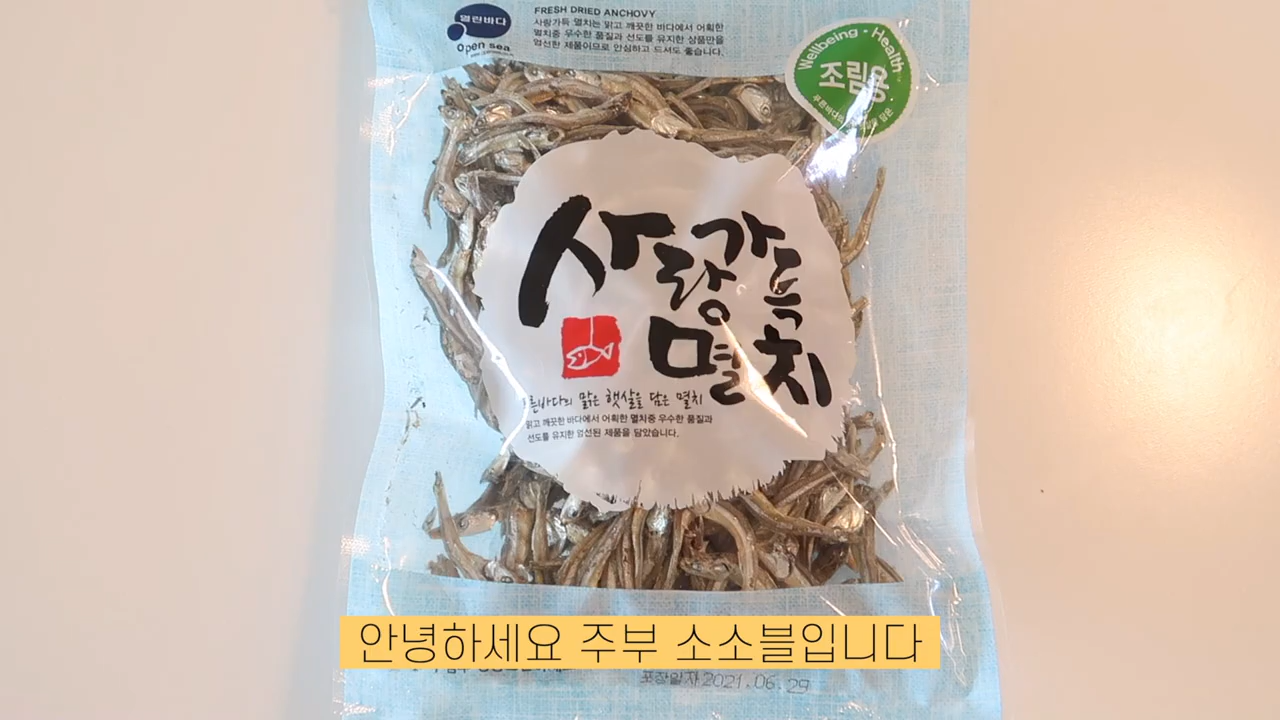 열린바다
open sea
FRESH DRIED ANCHOVY
사랑가득 멸치는 맑고 깨끗한 바다에서 어획한
멸치중 우수한 품질과 선도를 유지한 상품만을
엄선한 제품이므로 안심하고 드셔도 좋습니다.
Wellbeing · Health
조림용
푸른바다의 담은
사랑가득
멸치
푸른바다의 맑은 햇살을 담은 멸치
맑고 깨끗한 바다에서 어획한 멸치중 우수한 품질과
선도를 유지한 엄선된 제품을 담았습니다.
안녕하세요 주부 소소블입니다
포장일자 2021.06.29